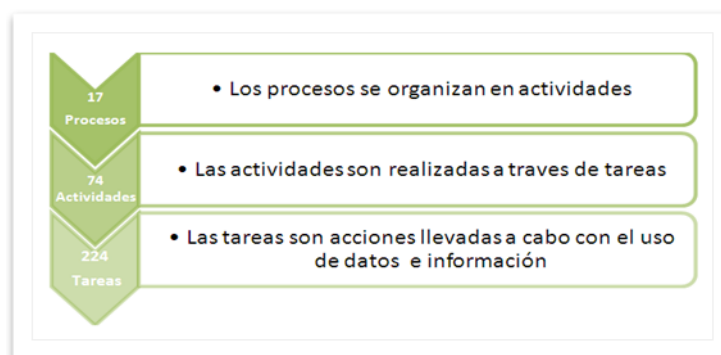 17
Procesos
• Los procesos se organizan en actividades
74
Actividades
• Las actividades son realizadas a traves de tareas
224
Tareas
• Las tareas son acciones llevadas a cabo con el uso
de datos e información